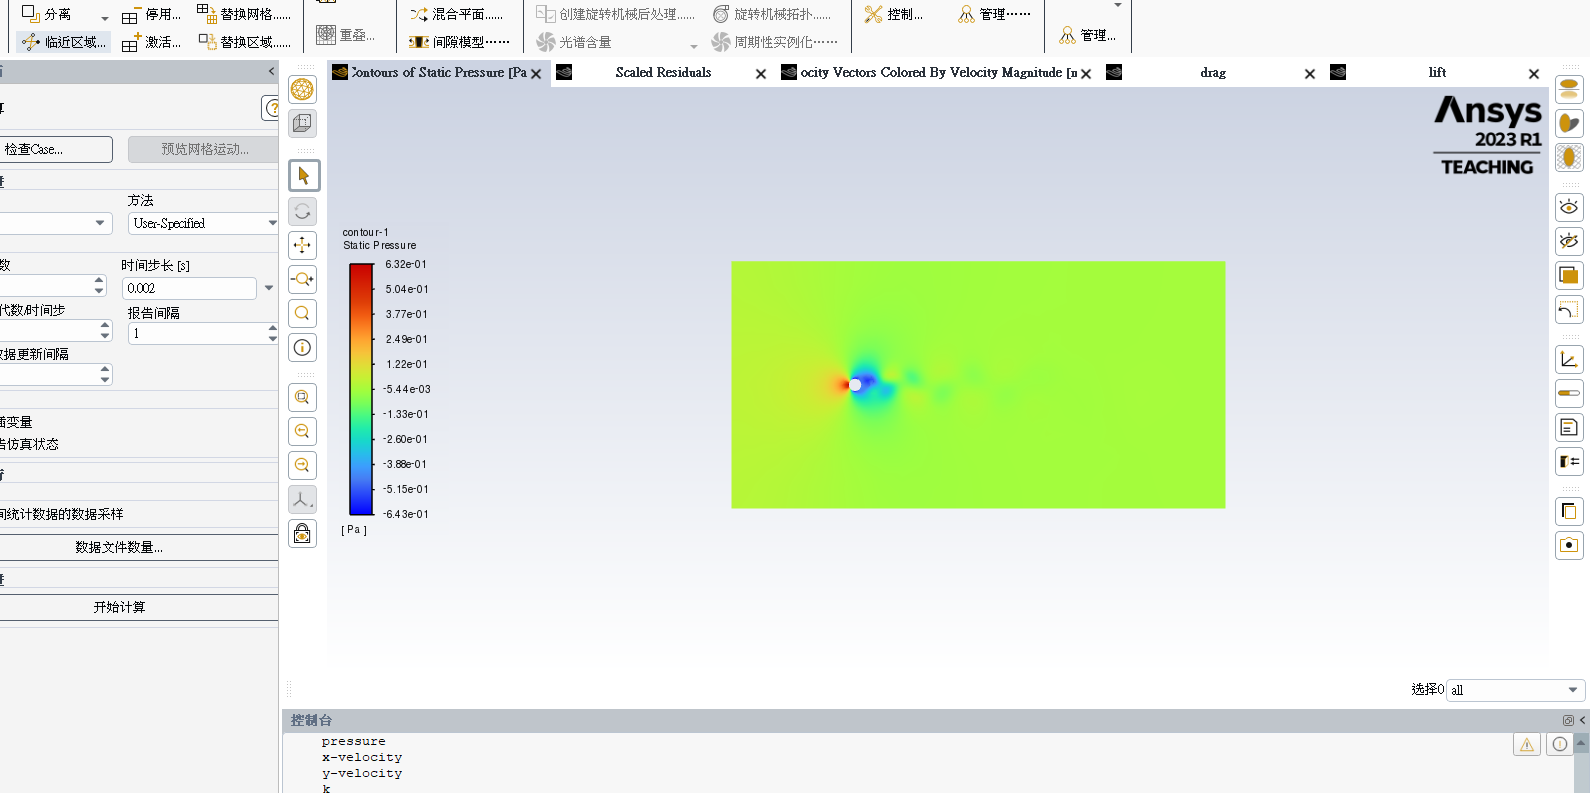 分离
停用...
替换网格......
混合平面......
创建旋转机械后处理......
旋转机械拓扑......
控制...
管理......
临近区域...
激活...
替换区域......
重叠...
间隙模型......
光谱含量
周期性实例化......
管理...
Contours of Static Pressure [Pa
Scaled Residuals
ocity Vectors Colored By Velocity Magnitude [m
drag
lift
检查Case...
预览网格运动...
方法
User-Specified
数
时间步长 [s]
0.002
代数/时间步
报告间隔
1
数据更新间隔
变量
仿真状态
间统计数据的数据采样
数据文件数量...
开始计算
Ansys
2023 R1
TEACHING
contour-1
Static Pressure
6.32e-01
5.04e-01
3.77e-01
2.49e-01
1.22e-01
-5.44e-03
-1.33e-01
-2.60e-01
-3.88e-01
-5.15e-01
-6.43e-01
[ Pa ]
选择0
all
控制台
pressure
x-velocity
y-velocity
k